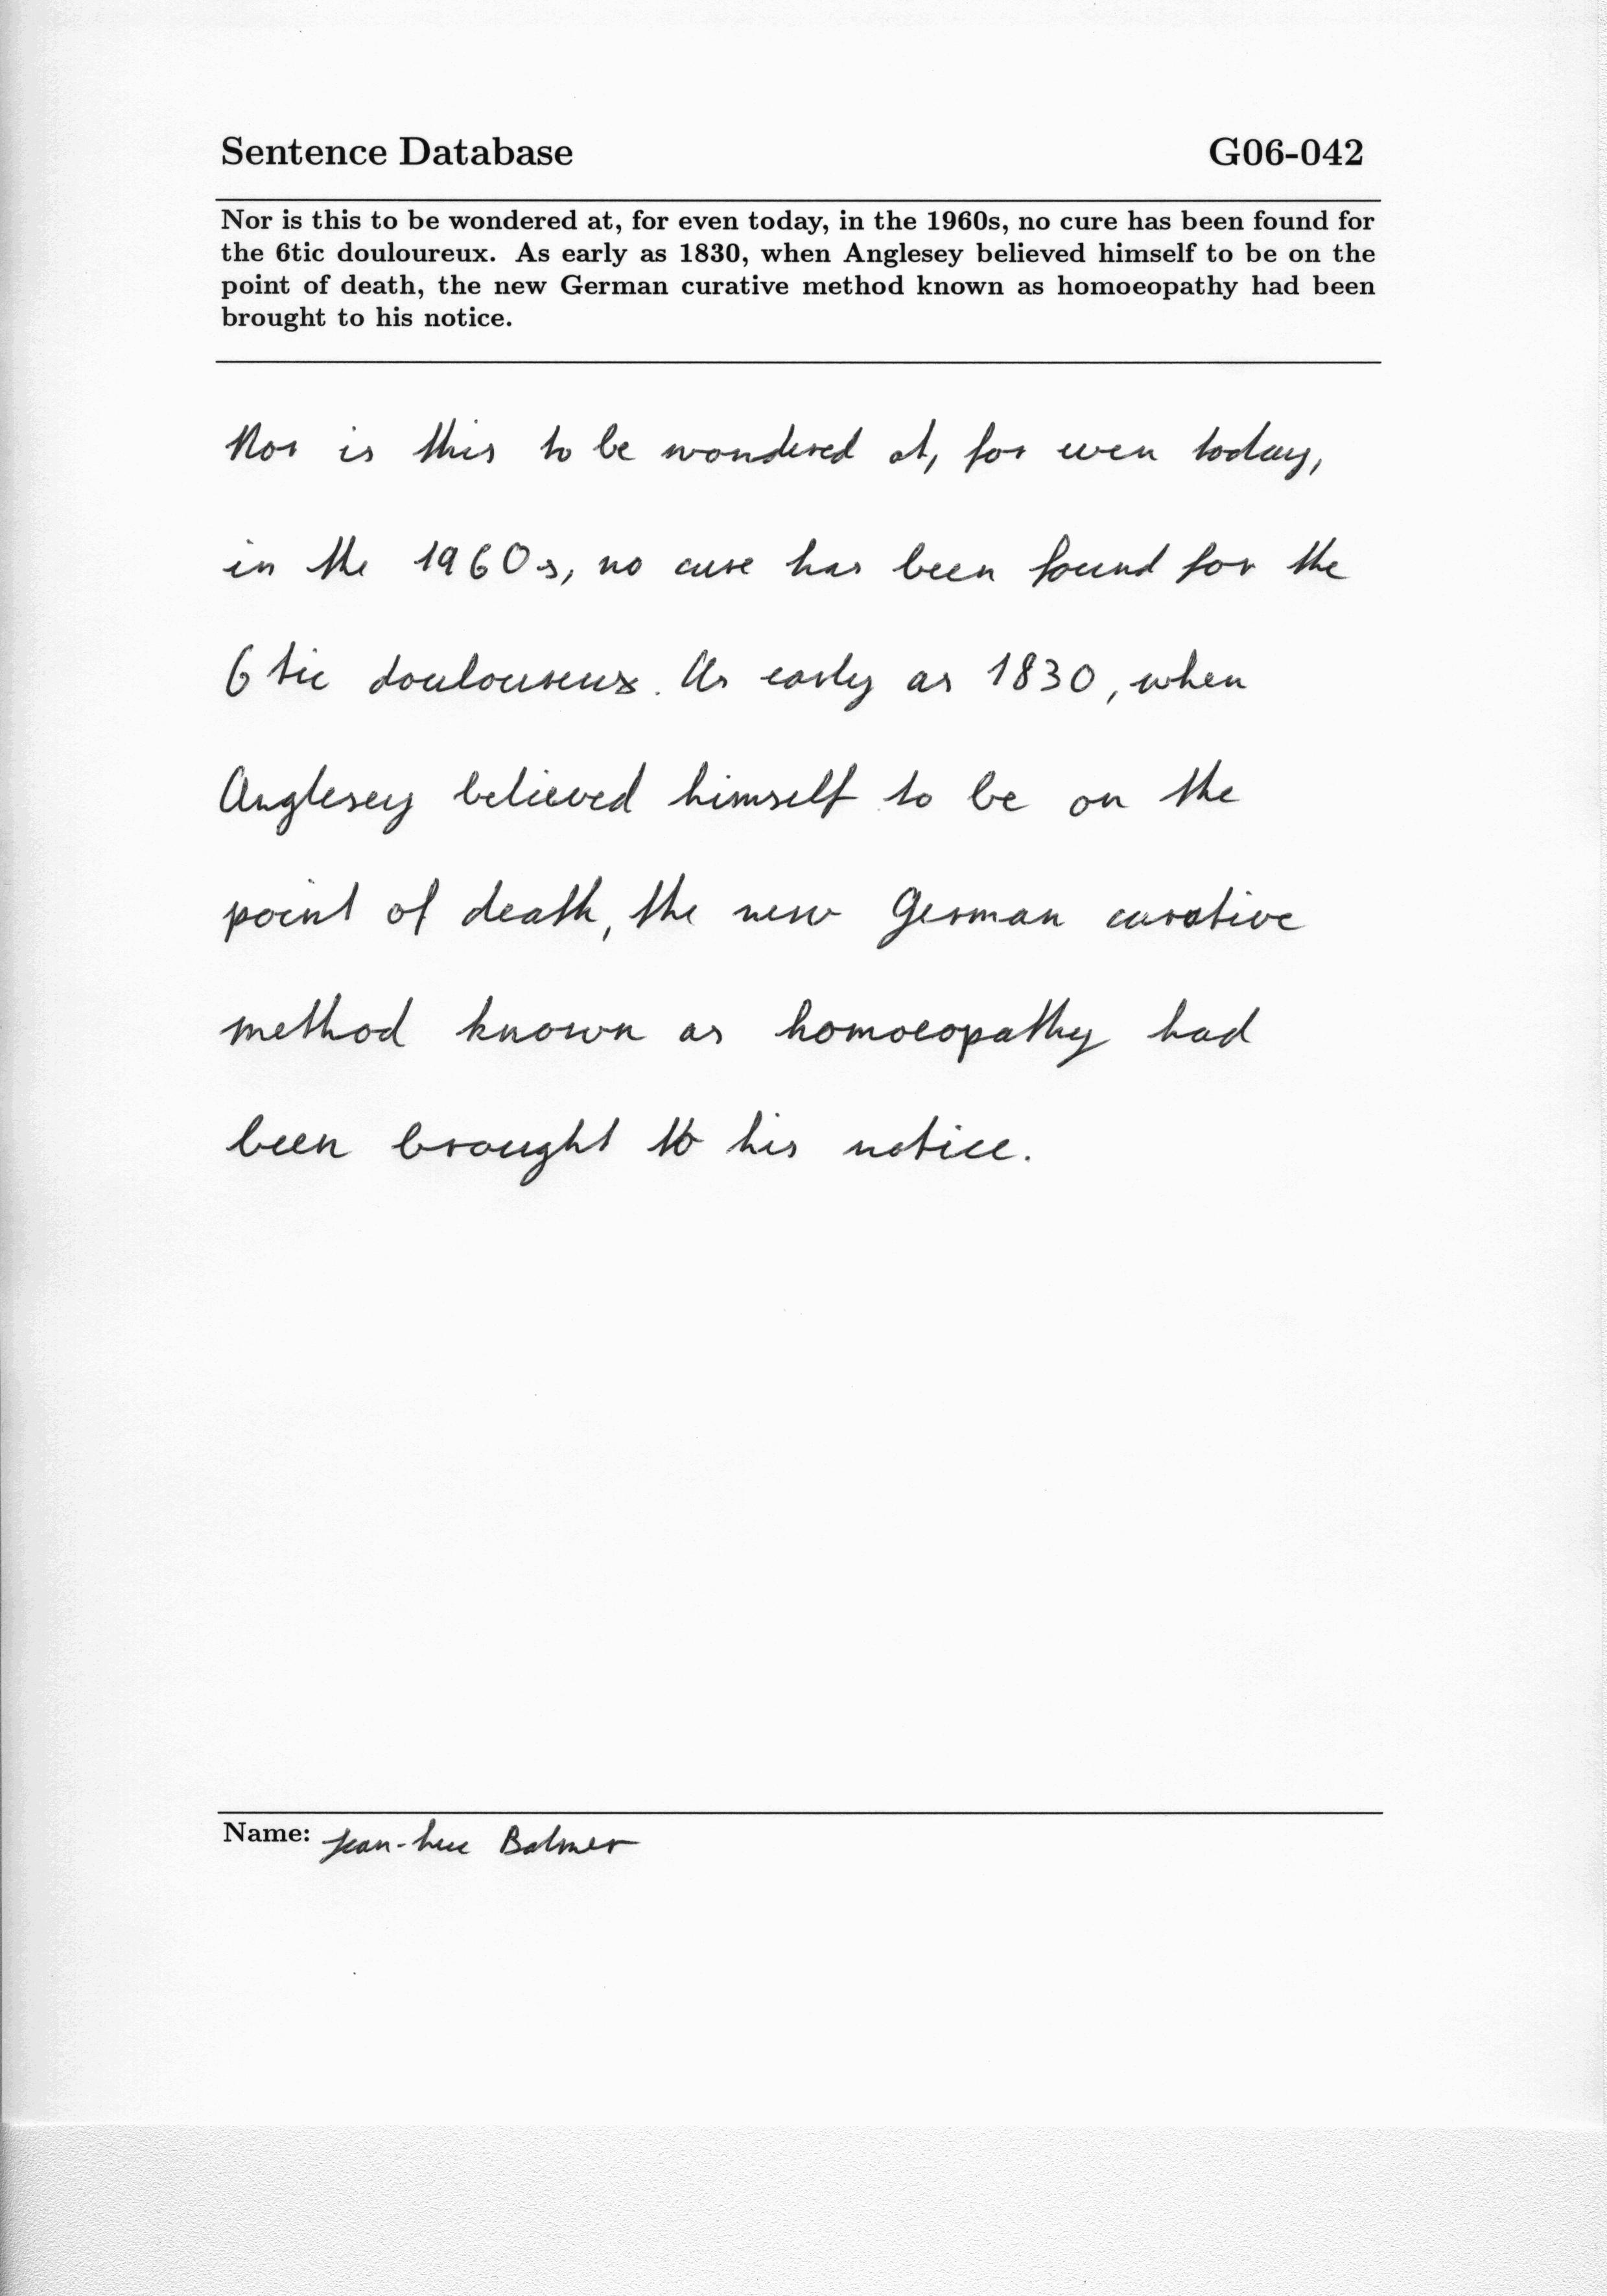 Sentence Database G06-042
Nor is this to be wondered at, for even today, in the 1960s, no cure has been found for
the 6tic douloureux. As early as 1830, when Anglesey believed himself to be on the
point of death, the new German curative method known as homoeopathy had been
brought to his notice.
Nor is this to be wondered at, for even today,
in the 1960s, no cure has been found for the
6tic douloureux. As early as 1830, when
Anglesey believed himself to be on the
point of death, the new German curative
method known as homoeopathy had
been brought to his notice.
Name: Jean-Luc Balmer